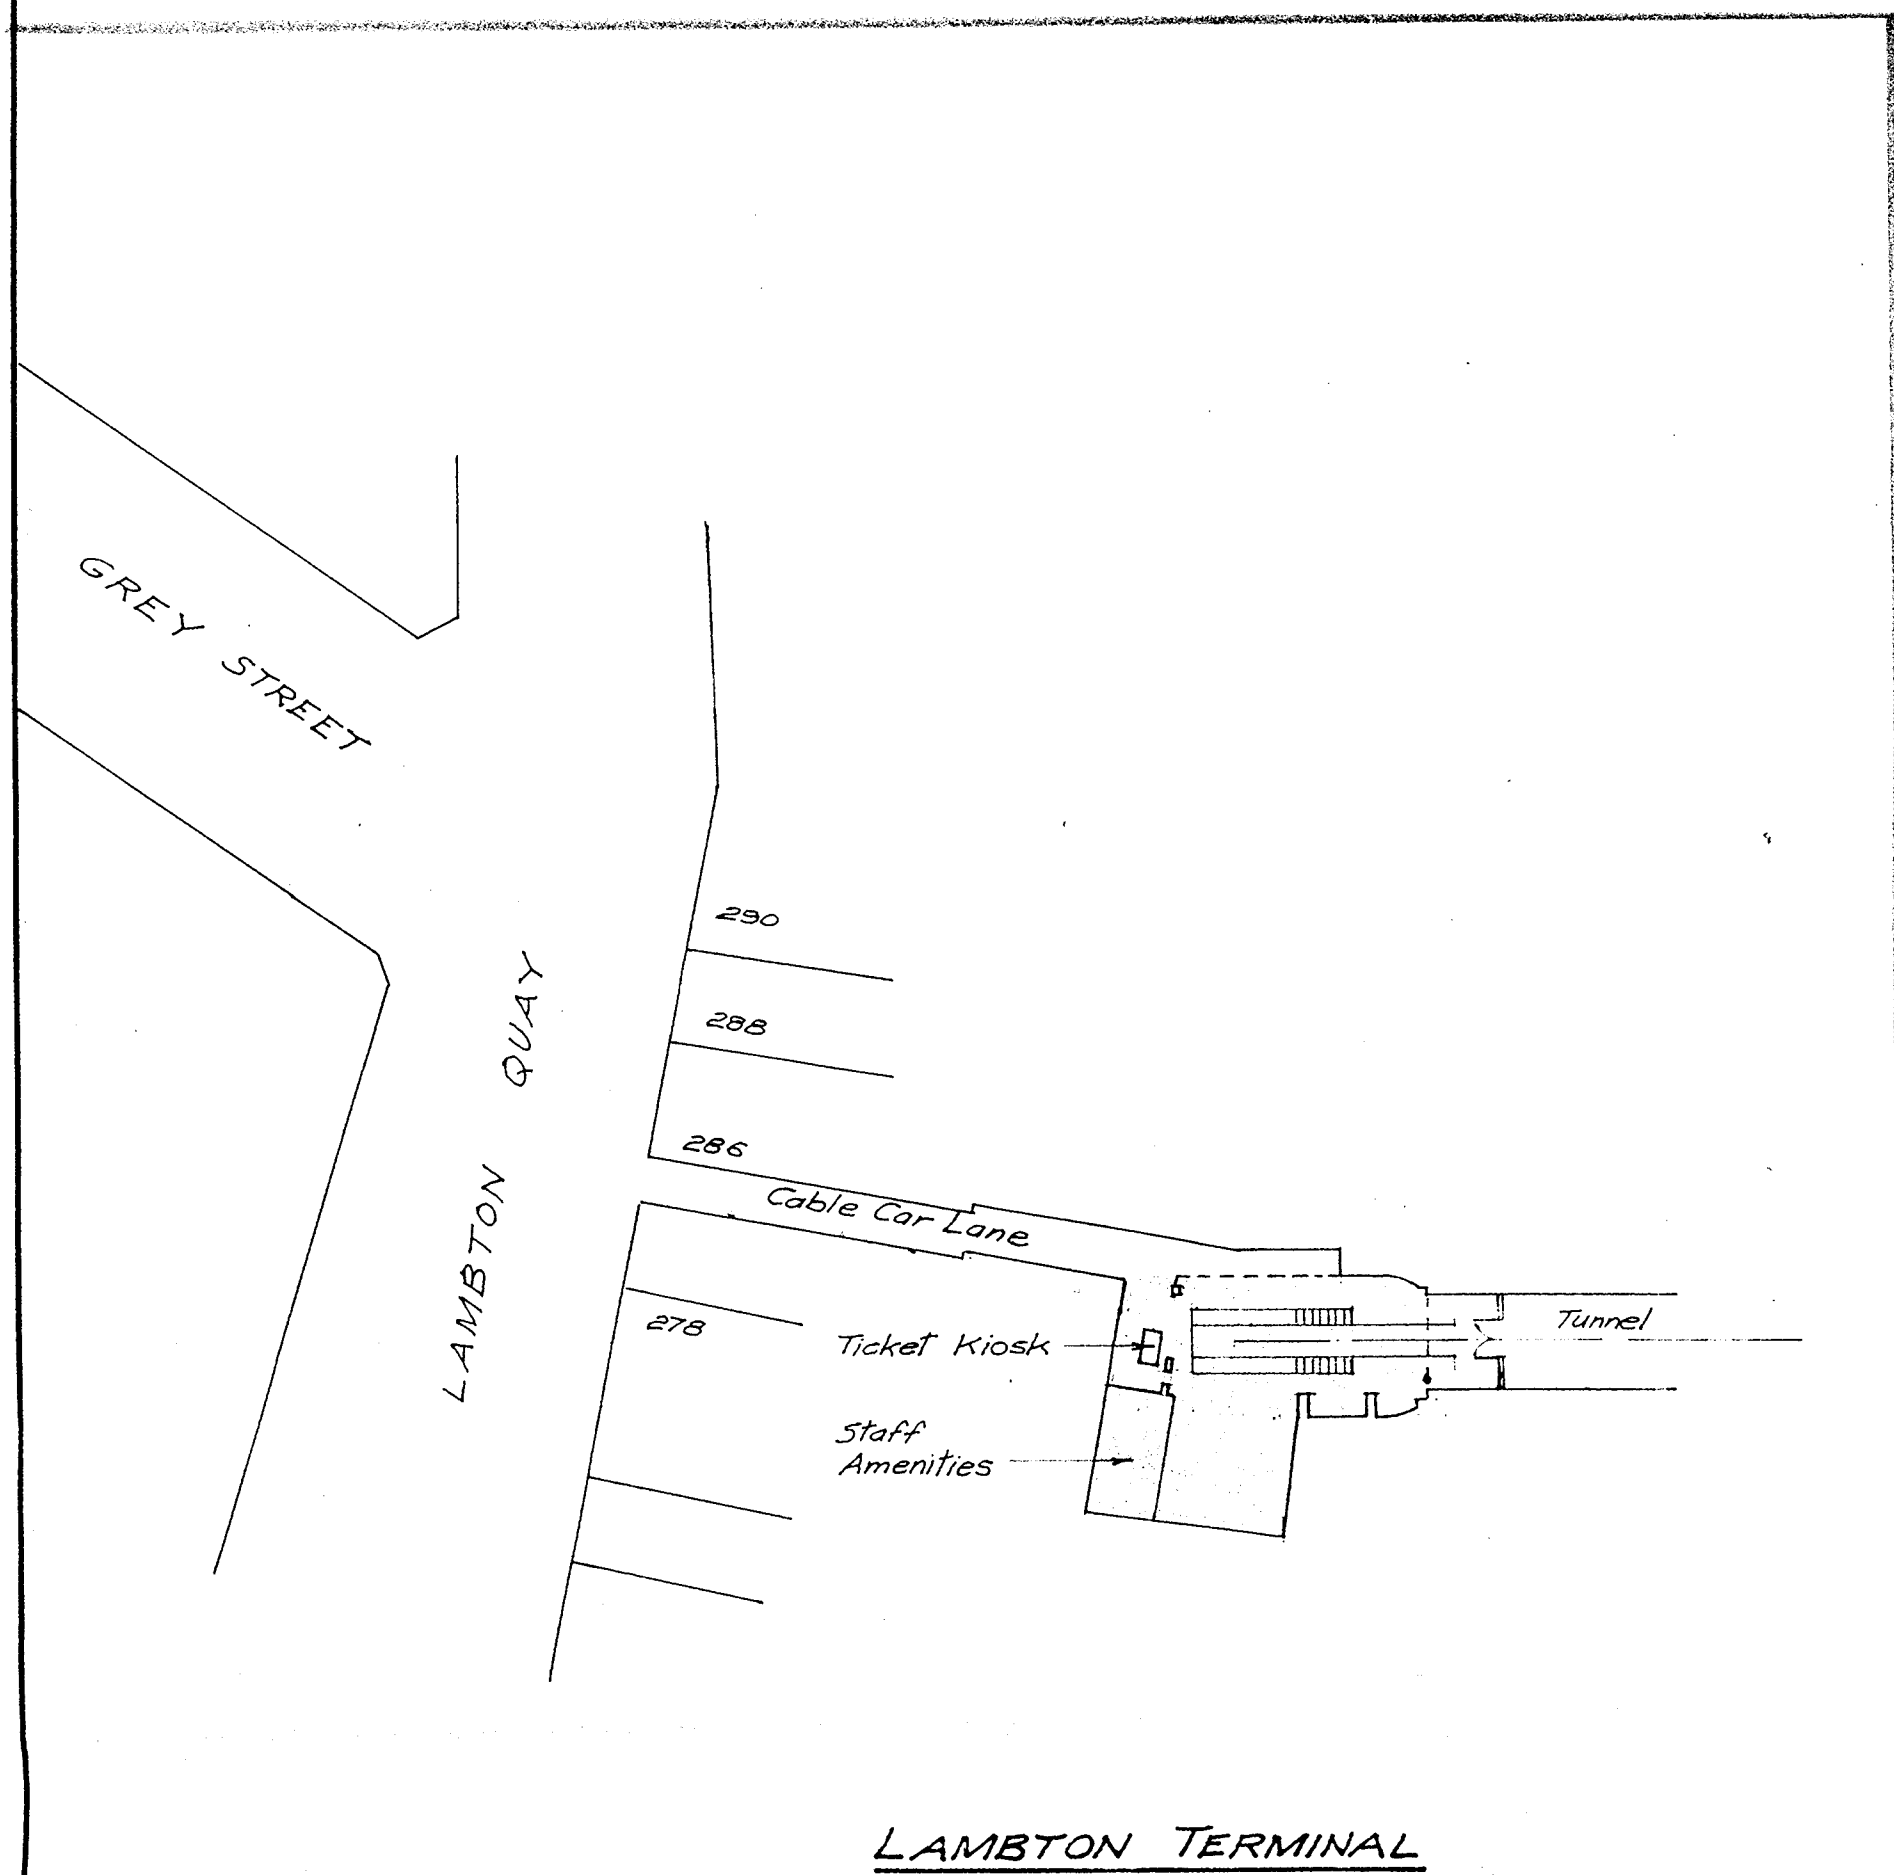 GREY STREET
LAMBTON QUAY
290
288
286
Cable Car Lane
278
Ticket Kiosk
Tunnel
Staff
Amenities
LAMBTON TERMINAL